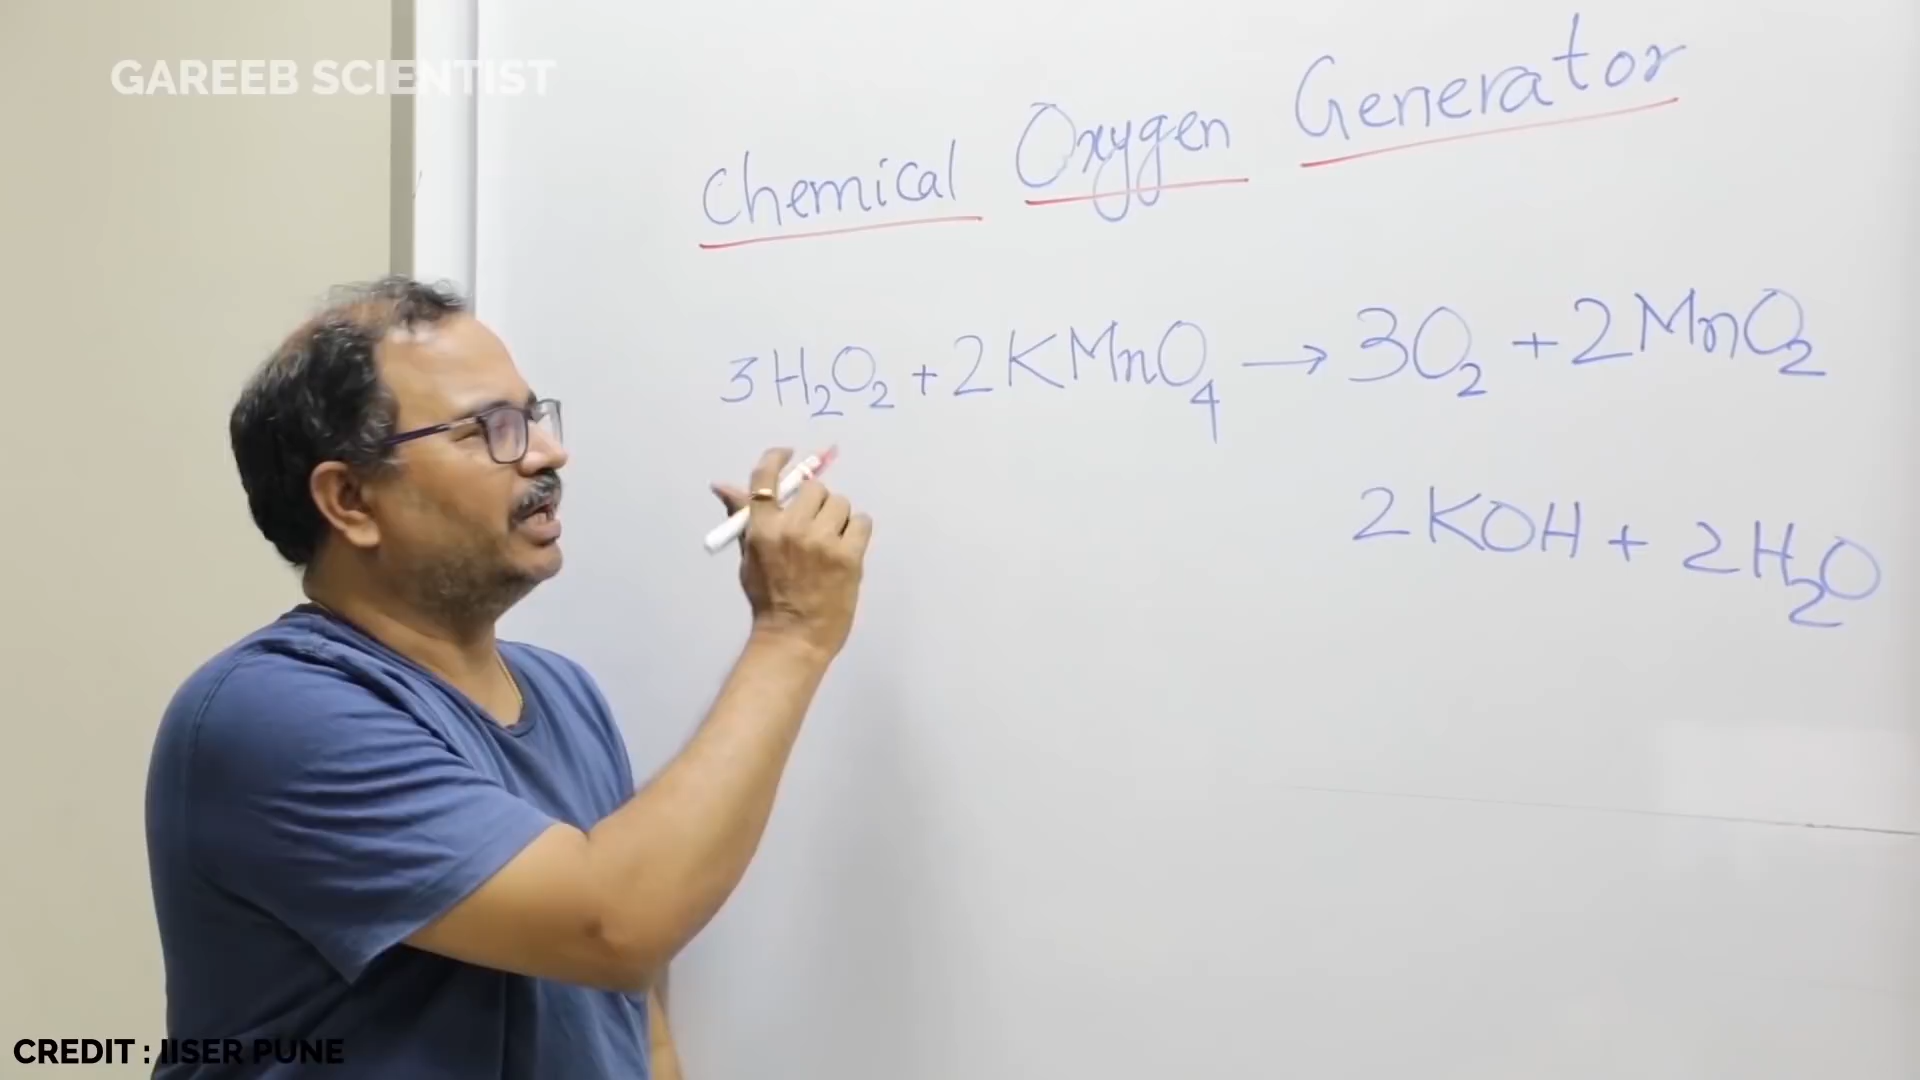 GAREEB SCIENTIST
Chemical Oxygen Generator
3H₂O₂ + 2KMnO₄ → 3O₂ + 2MnO₂
2KOH + 2H₂O
CREDIT : IISER PUNE